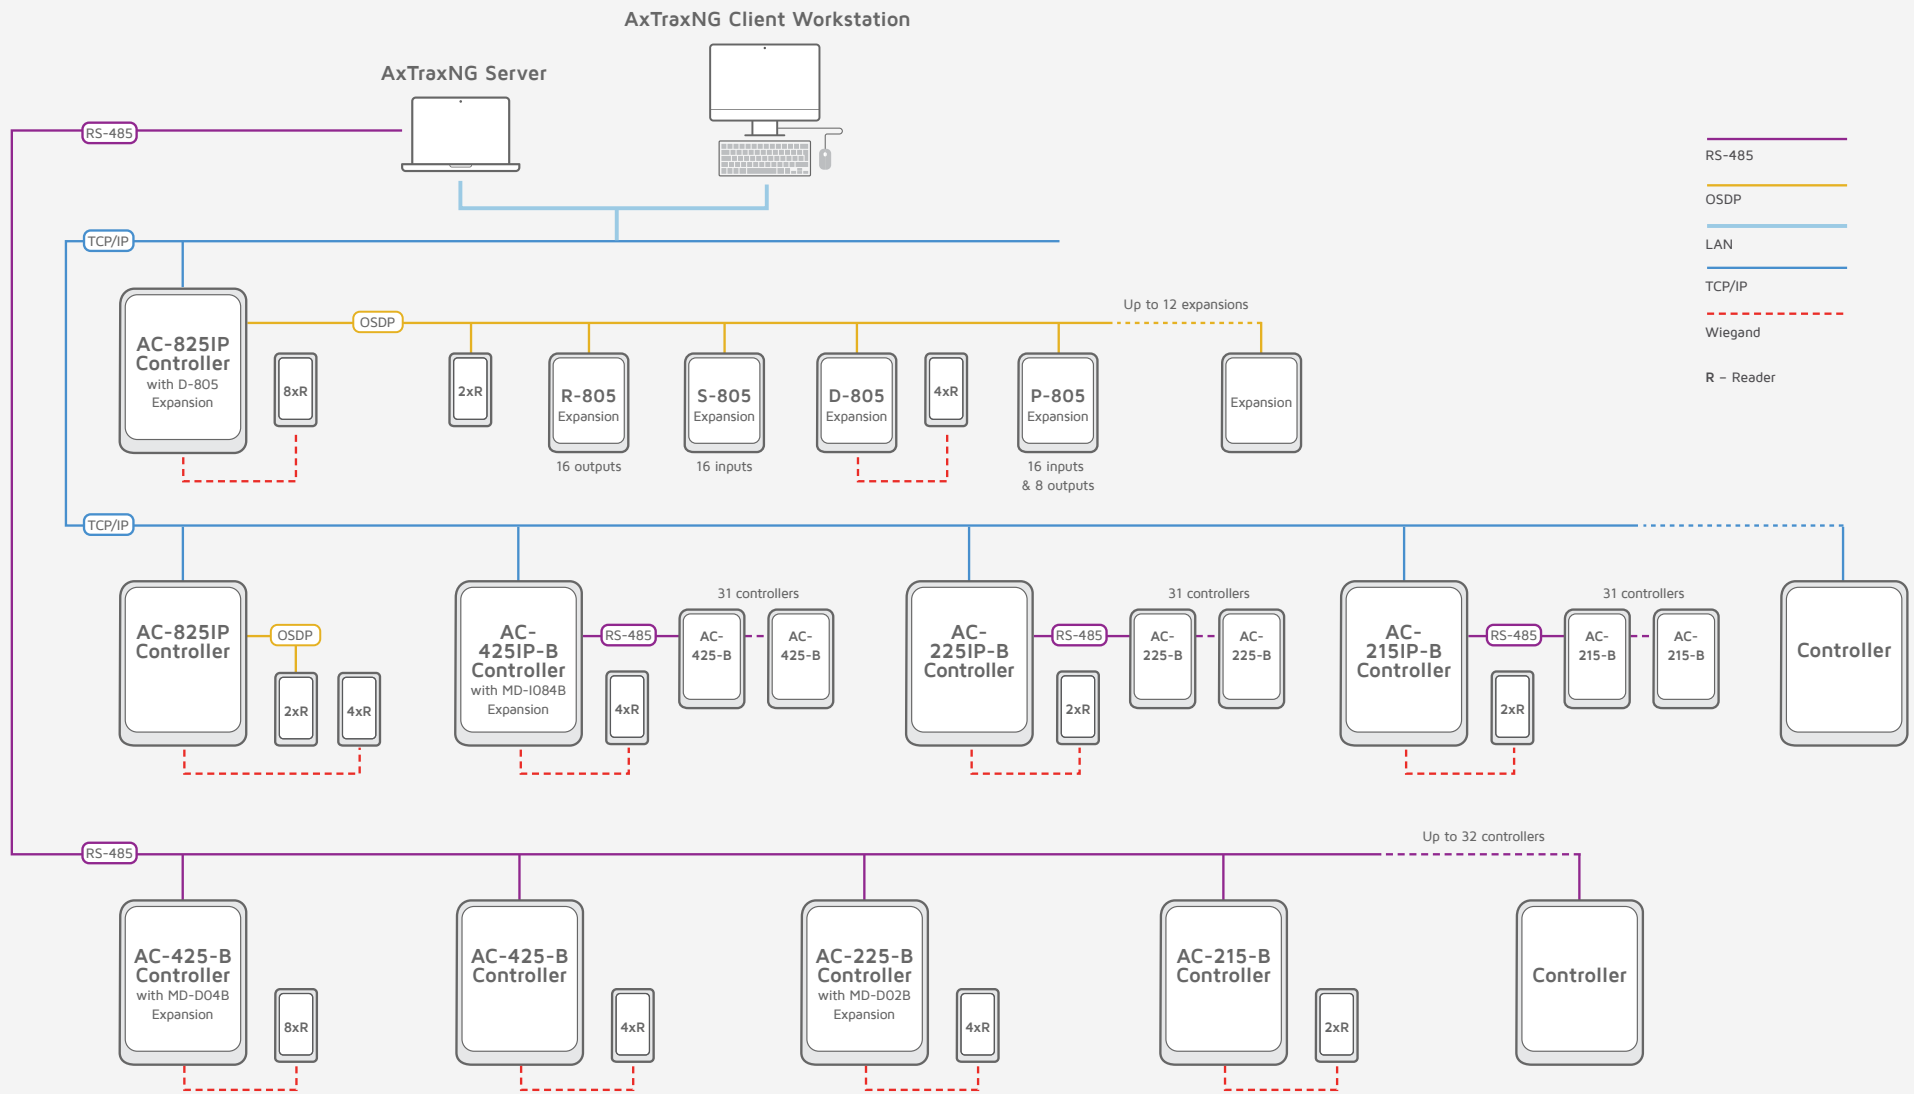 AxTraxNG Client Workstation
AxTraxNG Server
RS-485
RS-485
OSDP
LAN
TCP/IP
Wiegand
R – Reader
TCP/IP
Up to 12 expansions
OSDP
AC-825IP
Controller
with D-805
Expansion
8xR
2xR
R-805
Expansion
16 outputs
S-805
Expansion
16 inputs
D-805
Expansion
4xR
P-805
Expansion
16 inputs
& 8 outputs
Expansion
TCP/IP
AC-825IP
Controller
OSDP
2xR
4xR
AC-
425IP-B
Controller
with MD-I084B
Expansion
RS-485
4xR
31 controllers
AC-
425-B
AC-
425-B
AC-
225IP-B
Controller
RS-485
2xR
31 controllers
AC-
225-B
AC-
225-B
AC-
215IP-B
Controller
RS-485
2xR
31 controllers
AC-
215-B
AC-
215-B
Controller
RS-485
Up to 32 controllers
AC-425-B
Controller
with MD-D04B
Expansion
8xR
AC-425-B
Controller
4xR
AC-225-B
Controller
with MD-D02B
Expansion
4xR
AC-215-B
Controller
2xR
Controller